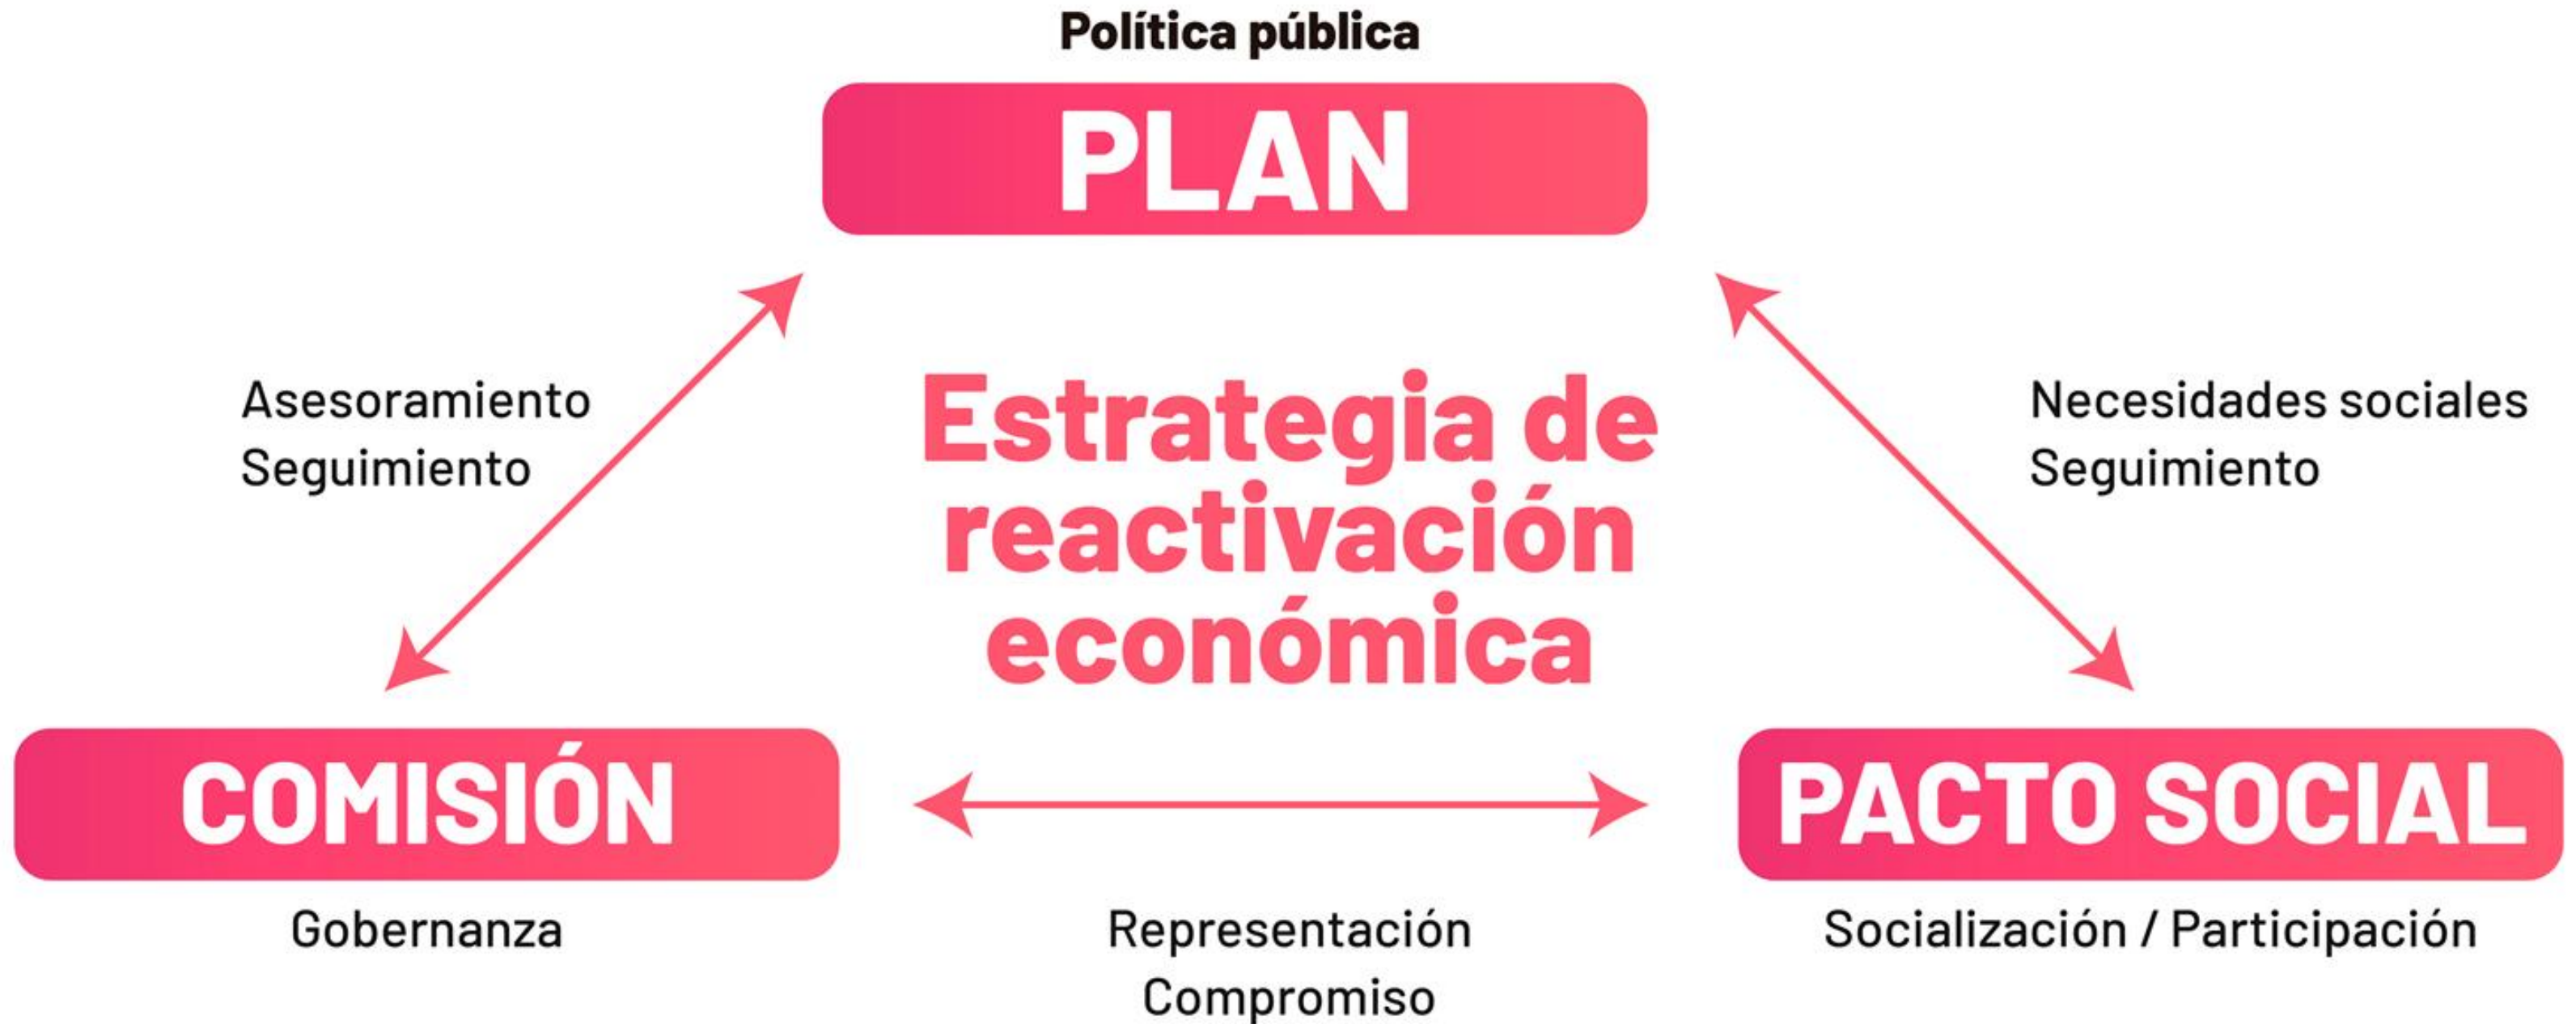 Política pública
PLAN
Asesoramiento
Seguimiento
Estrategia de
reactivación
económica
Necesidades sociales
Seguimiento
COMISIÓN
Gobernanza
Representación
Compromiso
PACTO SOCIAL
Socialización / Participación